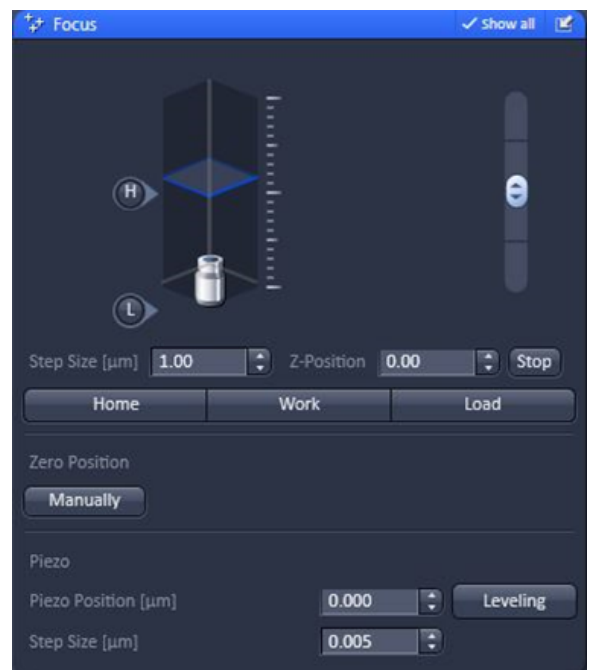 Focus Show all
H
L
Step Size [µm] 1.00 Z-Position 0.00 Stop
Home Work Load
Zero Position
Manually
Piezo
Piezo Position [µm] 0.000 Leveling
Step Size [µm] 0.005